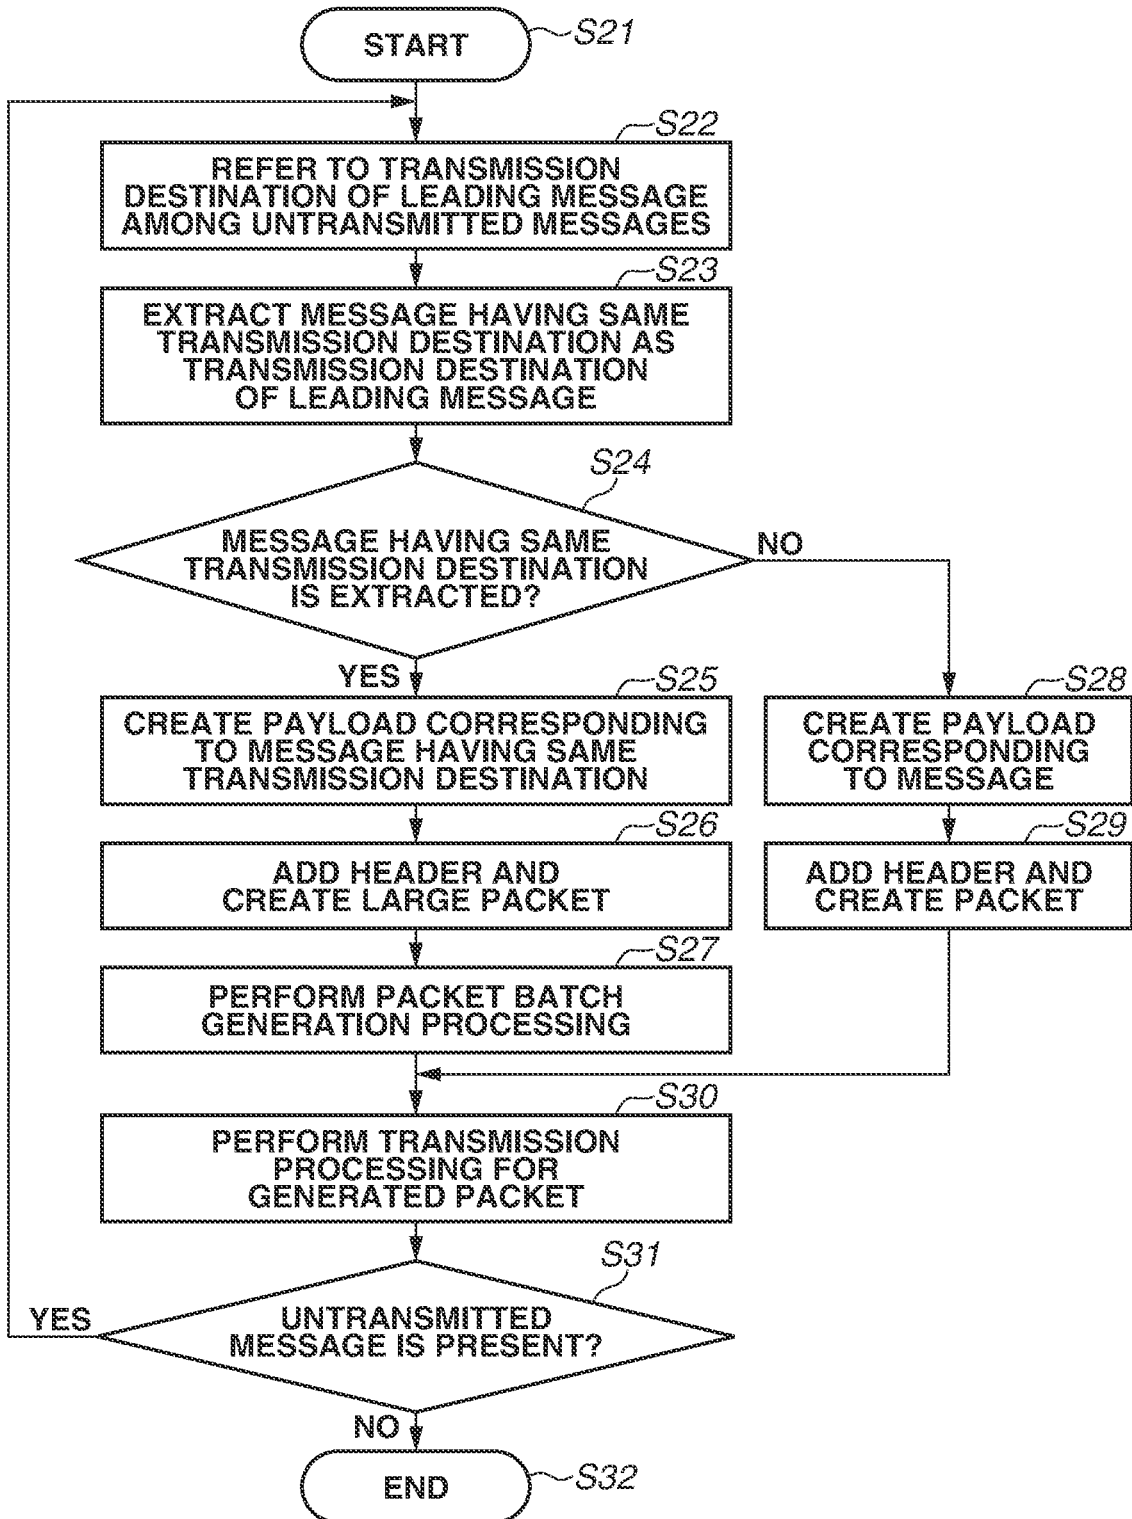 START
S21
S22
REFER TO TRANSMISSION
DESTINATION OF LEADING MESSAGE
AMONG UNTRANSMITTED MESSAGES
S23
EXTRACT MESSAGE HAVING SAME
TRANSMISSION DESTINATION AS
TRANSMISSION DESTINATION
OF LEADING MESSAGE
S24
MESSAGE HAVING SAME
TRANSMISSION DESTINATION
IS EXTRACTED?
NO
YES
S25
CREATE PAYLOAD CORRESPONDING
TO MESSAGE HAVING SAME
TRANSMISSION DESTINATION
S28
CREATE PAYLOAD
CORRESPONDING
TO MESSAGE
S26
ADD HEADER AND
CREATE LARGE PACKET
S29
ADD HEADER AND
CREATE PACKET
S27
PERFORM PACKET BATCH
GENERATION PROCESSING
S30
PERFORM TRANSMISSION
PROCESSING FOR
GENERATED PACKET
S31
UNTRANSMITTED
MESSAGE IS PRESENT?
YES
NO
END
S32